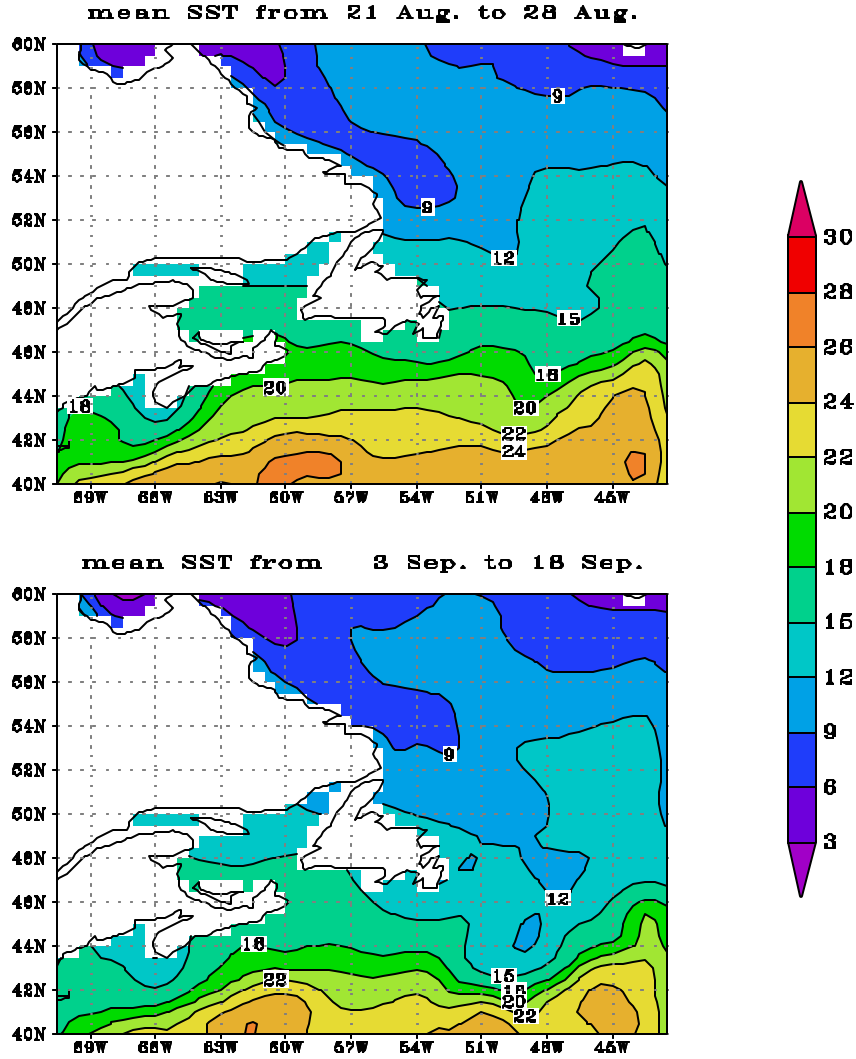 mean SST from 21 Aug. to 28 Aug.
60N
58N
9
56N
54N
9
30
52N
12
50N
28
48N
15
26
46N
18
44N
20
24
18
20
42N
22
24
22
40N
69W 66W 63W 60W 57W 54W 51W 48W 45W
20
mean SST from 3 Sep. to 18 Sep.
18
60N
15
58N
12
56N
9
54N
9
6
52N
50N
3
48N
46N
12
44N
18
15
22
42N
18
20
22
40N
69W 66W 63W 60W 57W 54W 51W 48W 45W